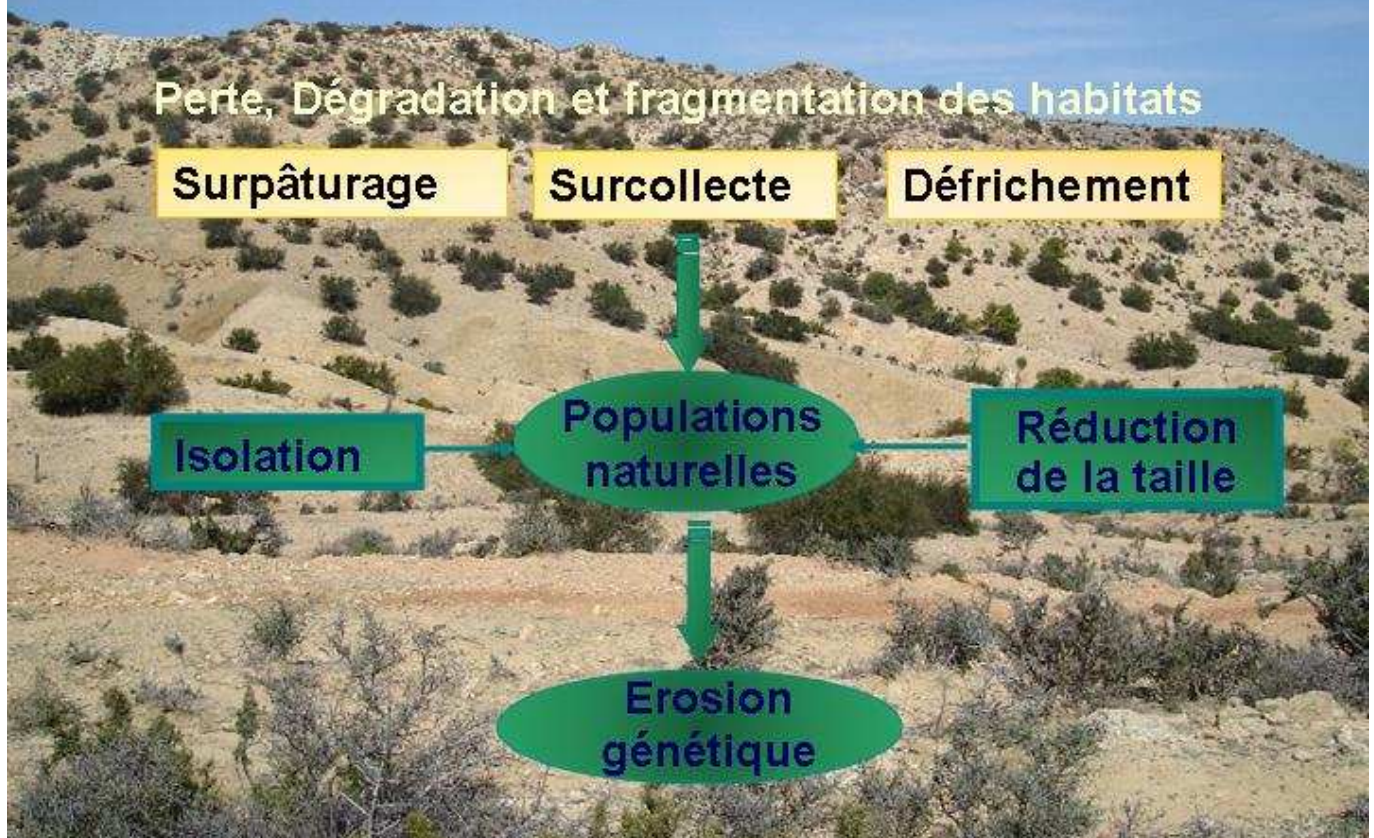 Perte, Dégradation et fragmentation des habitats
Surpâturage
Surcollecte
Défrichement
Populations
naturelles
Isolation
Réduction
de la taille
Erosion
génétique